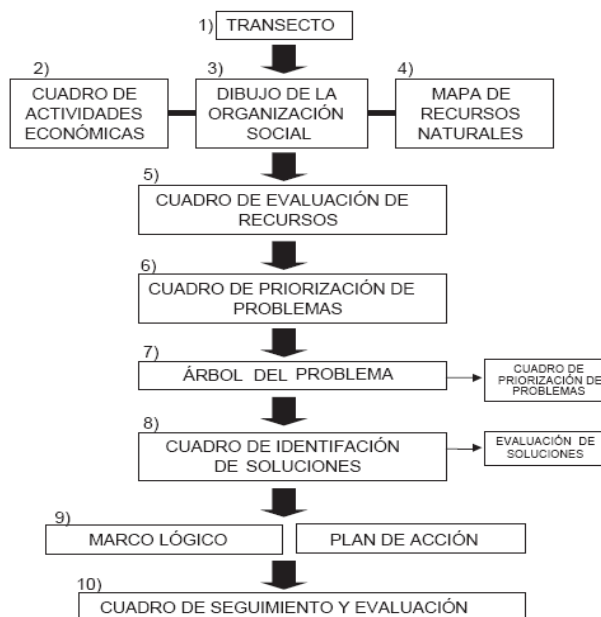 1) TRANSECTO
2)
CUADRO DE
ACTIVIDADES
ECONÓMICAS
3)
DIBUJO DE LA
ORGANIZACIÓN
SOCIAL
4)
MAPA DE
RECURSOS
NATURALES
5)
CUADRO DE EVALUACIÓN DE
RECURSOS
6)
CUADRO DE PRIORIZACIÓN DE
PROBLEMAS
7)
ÁRBOL DEL PROBLEMA
CUADRO DE
PRIORIZACIÓN DE
PROBLEMAS
8)
CUADRO DE IDENTIFACIÓN
DE SOLUCIONES
EVALUACIÓN DE
SOLUCIONES
9)
MARCO LÓGICO
PLAN DE ACCIÓN
10)
CUADRO DE SEGUIMIENTO Y EVALUACIÓN